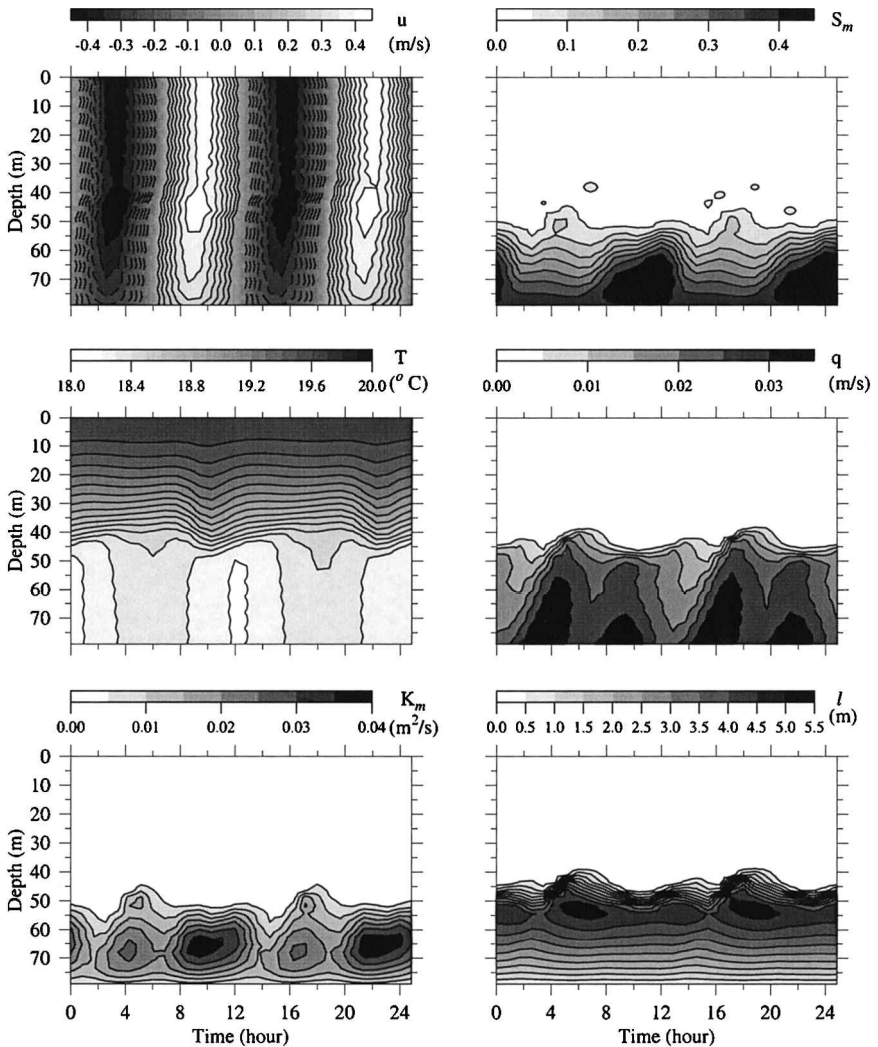 u
-0.4 -0.3 -0.2 -0.1 0.0 0.1 0.2 0.3 0.4 (m/s)
S_m
0.0 0.1 0.2 0.3 0.4
Depth (m)
0
10
20
30
40
50
60
70
T
18.0 18.4 18.8 19.2 19.6 20.0 (° C)
q
0.00 0.01 0.02 0.03 (m/s)
Depth (m)
0
10
20
30
40
50
60
70
K_m
0.00 0.01 0.02 0.03 0.04 (m²/s)
l
0.0 0.5 1.0 1.5 2.0 2.5 3.0 3.5 4.0 4.5 5.0 5.5 (m)
Depth (m)
0
10
20
30
40
50
60
70
0 4 8 12 16 20 24
Time (hour)
0 4 8 12 16 20 24
Time (hour)